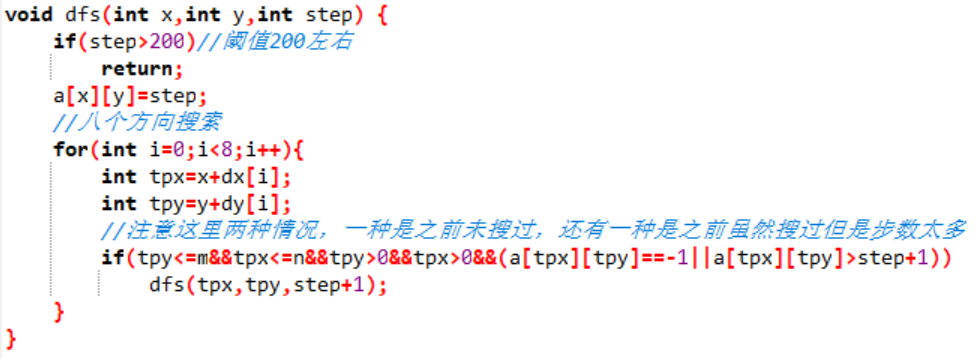 void dfs(int x,int y,int step) {
    if(step>200)//阈值200左右
        return;
    a[x][y]=step;
    //八个方向搜索
    for(int i=0;i<8;i++){
        int tpx=x+dx[i];
        int tpy=y+dy[i];
        //注意这里两种情况，一种是之前未搜过，还有一种是之前虽然搜过但是步数太多
        if(tpy<=m&&tpx<=n&&tpy>0&&tpx>0&&(a[tpx][tpy]==-1||a[tpx][tpy]>step+1))
            dfs(tpx,tpy,step+1);
    }
}